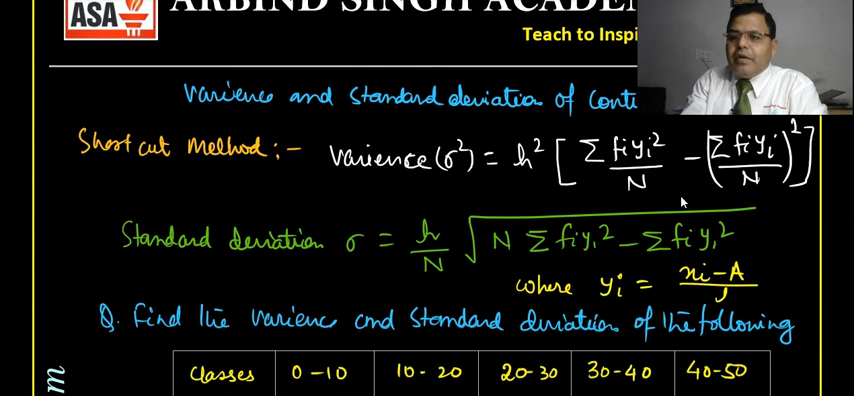 ARBIND SINGH ACADEM
ASA
Teach to Inspi
Varience and standard deviation of cont
Short cut Method :-
Varience (σ²) = h² [ Σ fiyi²/N - (Σ fiyi/N)² ]
Standard deviation σ = h/N √ N Σ fiyi² - Σ fiyi²
where yi = xi - A /
Q. Find the varience and standard deviation of the following
Classes 0-10 10-20 20-30 30-40 40-50
m